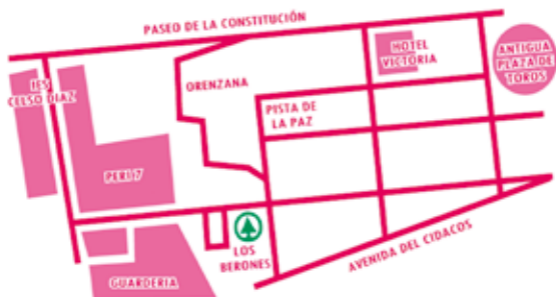 PASEO DE LA CONSTITUCIÓN
HOTEL
VICTORIA
ANTIGUA
PLAZA DE
TOROS
IES
CELSO DÍAZ
ORENZANA
PISTA DE
LA PAZ
PERI 7
LOS
BERONES
AVENIDA DEL CIDACOS
GUARDERIA